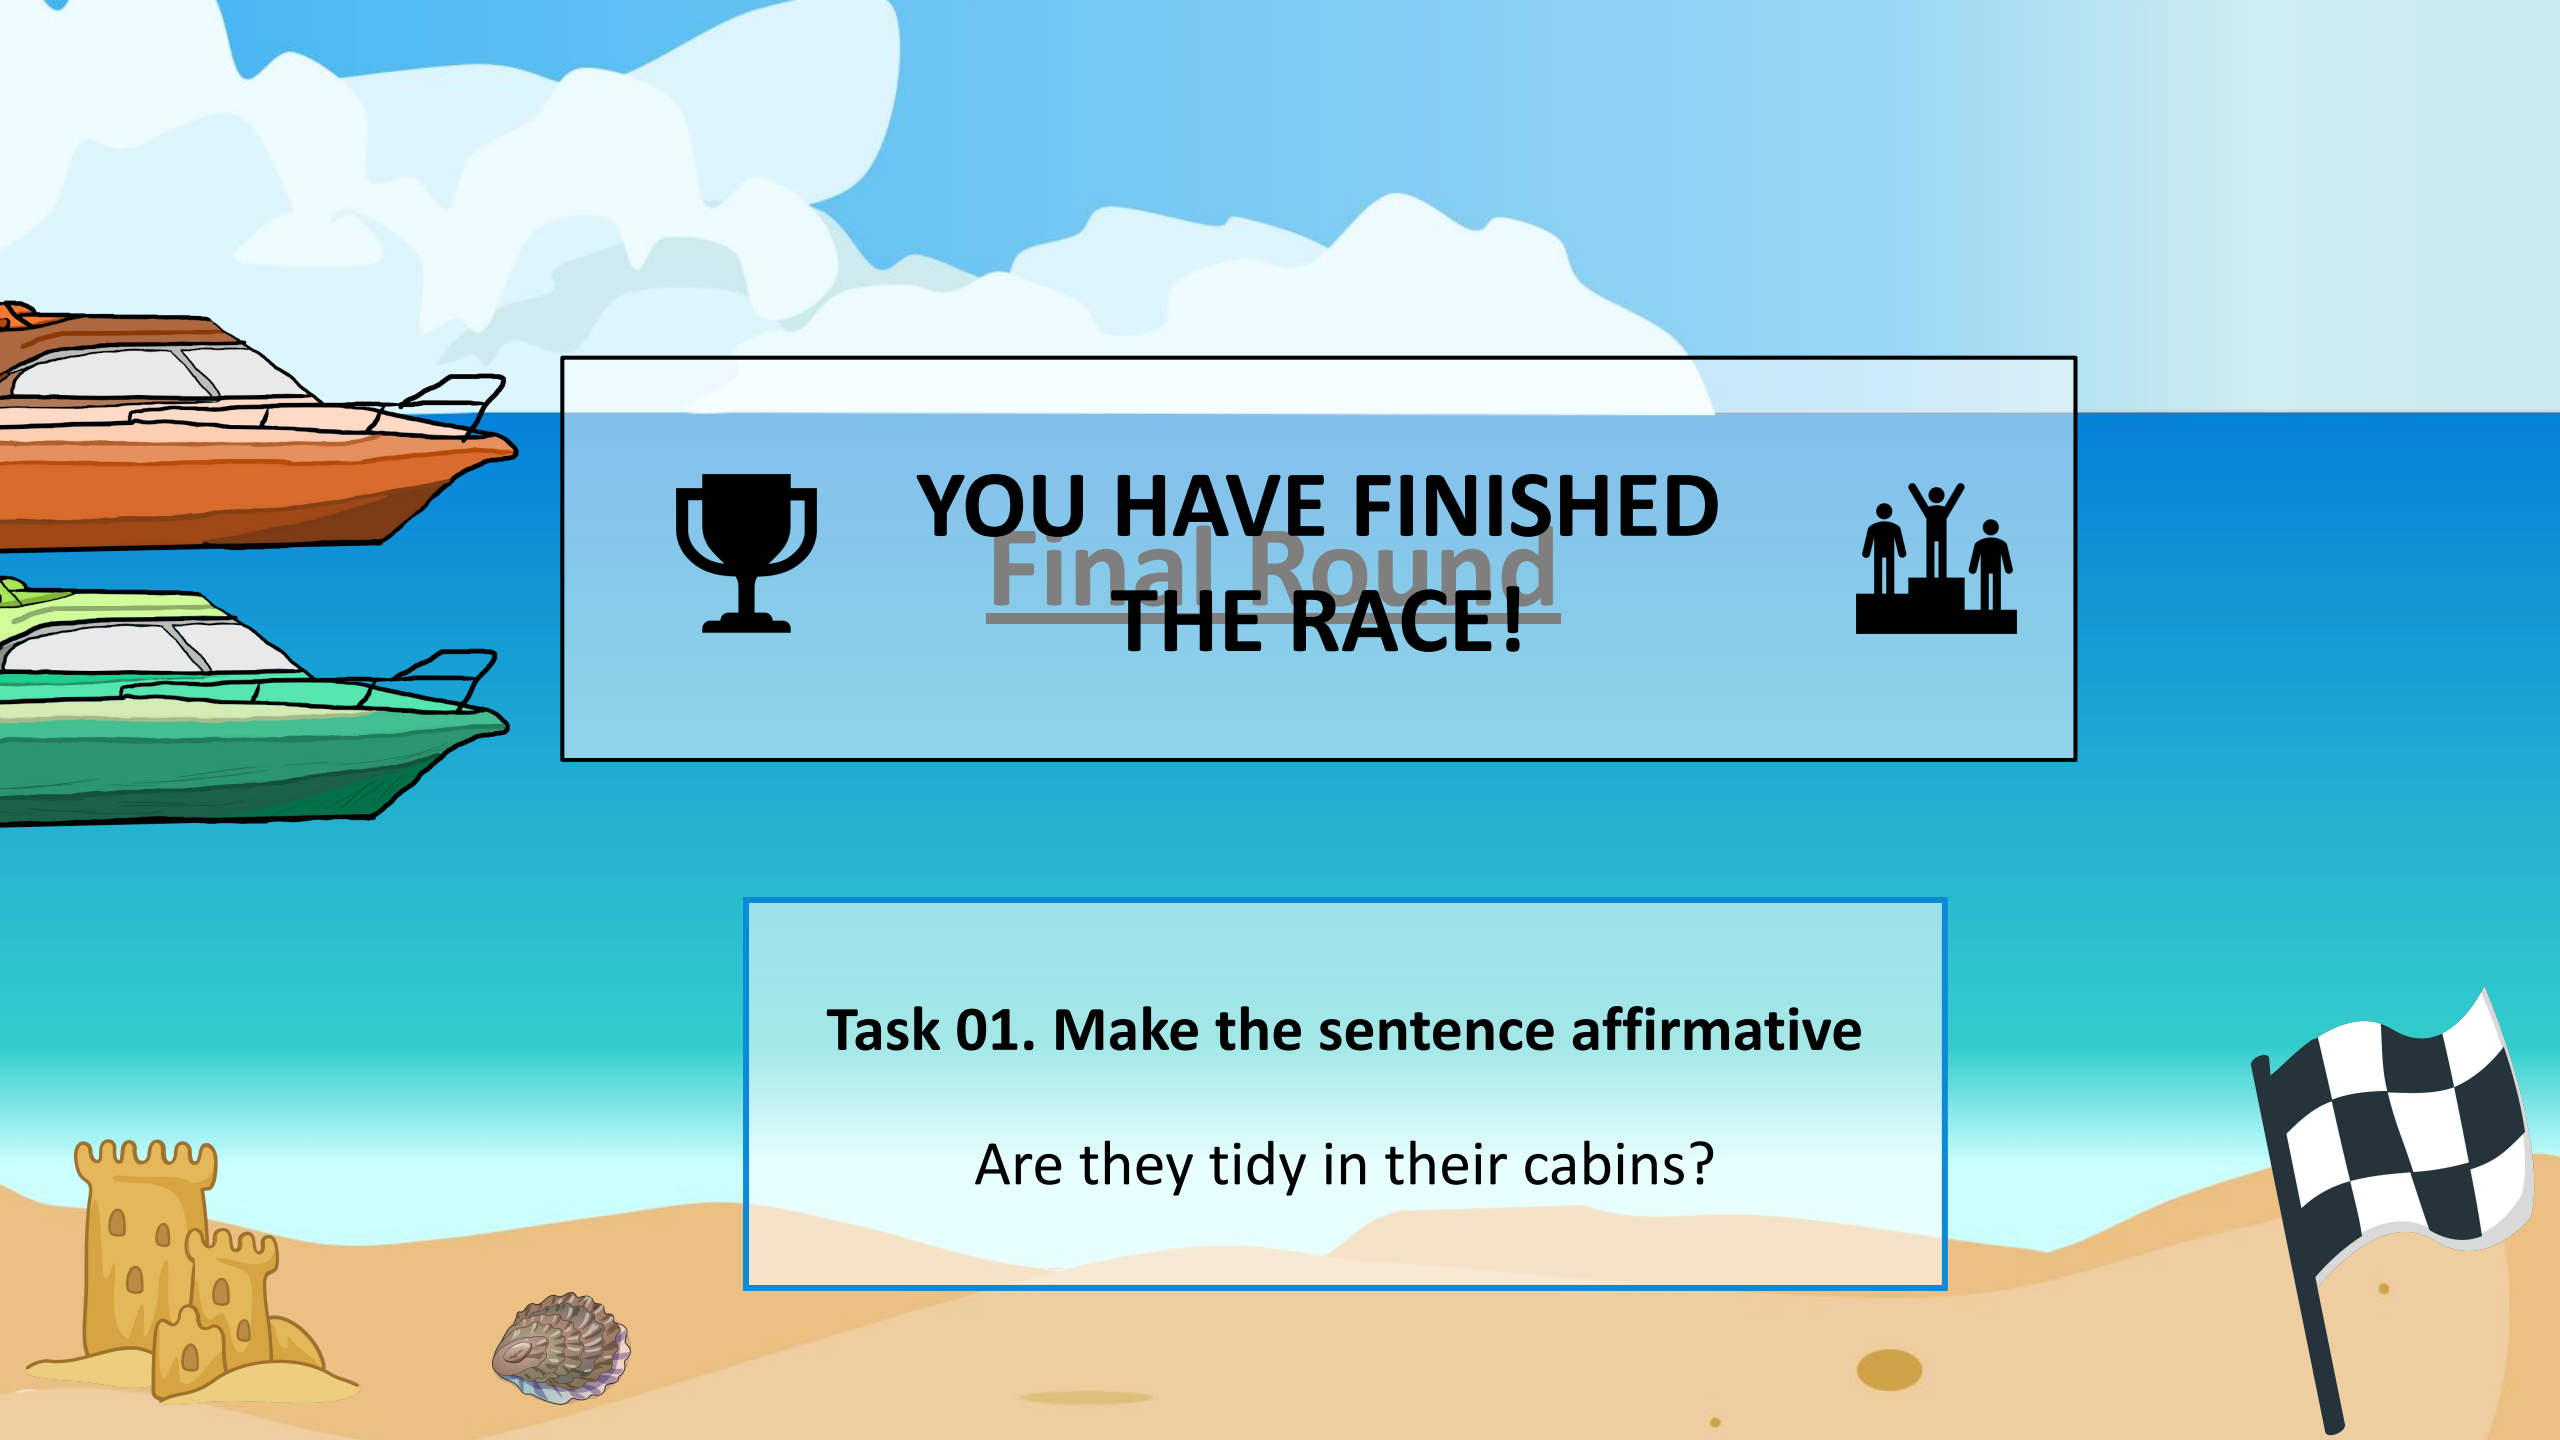 YOU HAVE FINISHED
Final Round
THE RACE!
Task 01. Make the sentence affirmative
Are they tidy in their cabins?